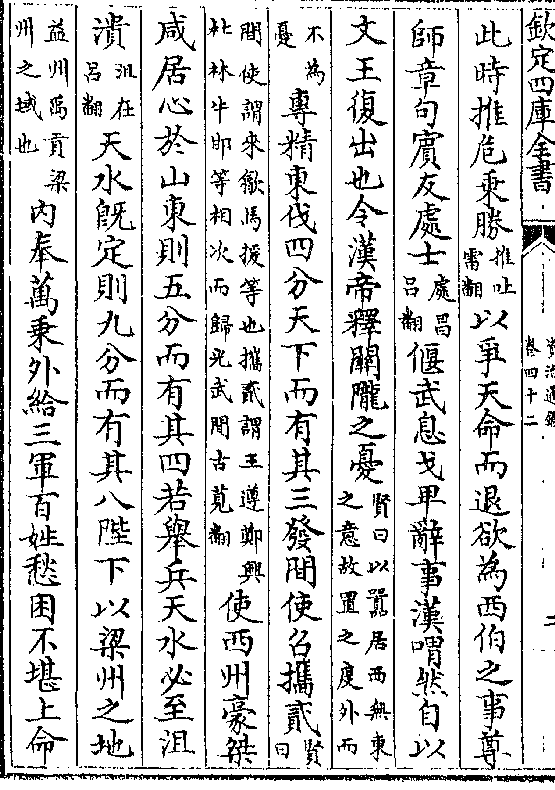 欽定四庫全書
資治通鑑
卷四十二
二
此時推危乘勝推吐雷翻以爭天命而退欲為西伯之事尊
師章句賓友處士處昌呂翻偃武息戈甲辭事漢喟然自以
文王復出也令漢帝釋關隴之憂賢曰以囂居西無東之意故置之度外而
不為憂專精東伐四分天下而有其三發間使召攜貳賢曰
間使謂來歙馬援等也攜貳謂王遵鄭興杜林牛邯等相次而歸光武間古莧翻使西州豪桀
咸居心於山東則五分而有其四若舉兵天水必至沮
潰沮在呂翻天水既定則九分而有其八陛下以梁州之地
益州禹貢梁州之域也內奉萬乘外給三軍百姓愁困不堪上命